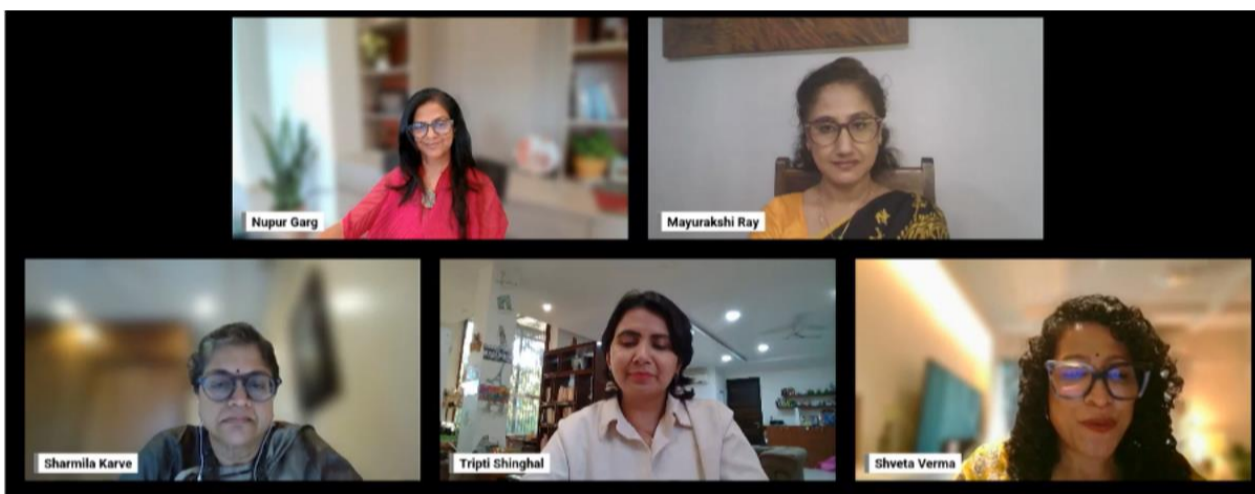 Nupur Garg
Mayurakshi Ray
Sharmila Karve
Tripti Shinghal
Shveta Verma